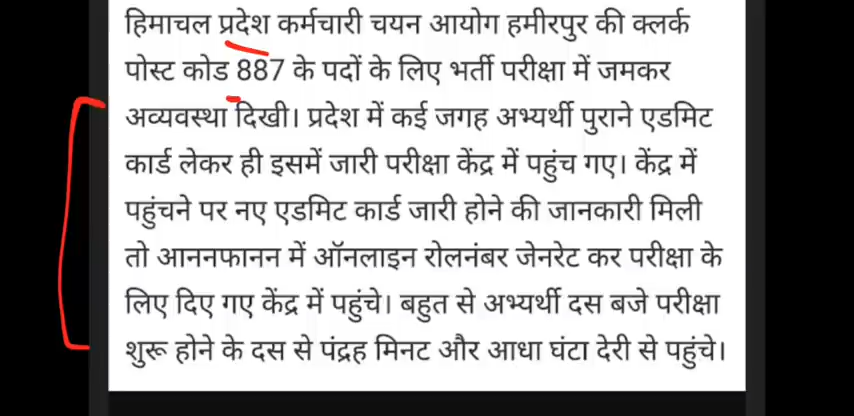 हिमाचल प्रदेश कर्मचारी चयन आयोग हमीरपुर की क्लर्क
पोस्ट कोड 887 के पदों के लिए भर्ती परीक्षा में जमकर
अव्यवस्था दिखी। प्रदेश में कई जगह अभ्यर्थी पुराने एडमिट
कार्ड लेकर ही इसमें जारी परीक्षा केंद्र में पहुंच गए। केंद्र में
पहुंचने पर नए एडमिट कार्ड जारी होने की जानकारी मिली
तो आननफानन में ऑनलाइन रोलनंबर जेनरेट कर परीक्षा के
लिए दिए गए केंद्र में पहुंचे। बहुत से अभ्यर्थी दस बजे परीक्षा
शुरू होने के दस से पंद्रह मिनट और आधा घंटा देरी से पहुंचे।